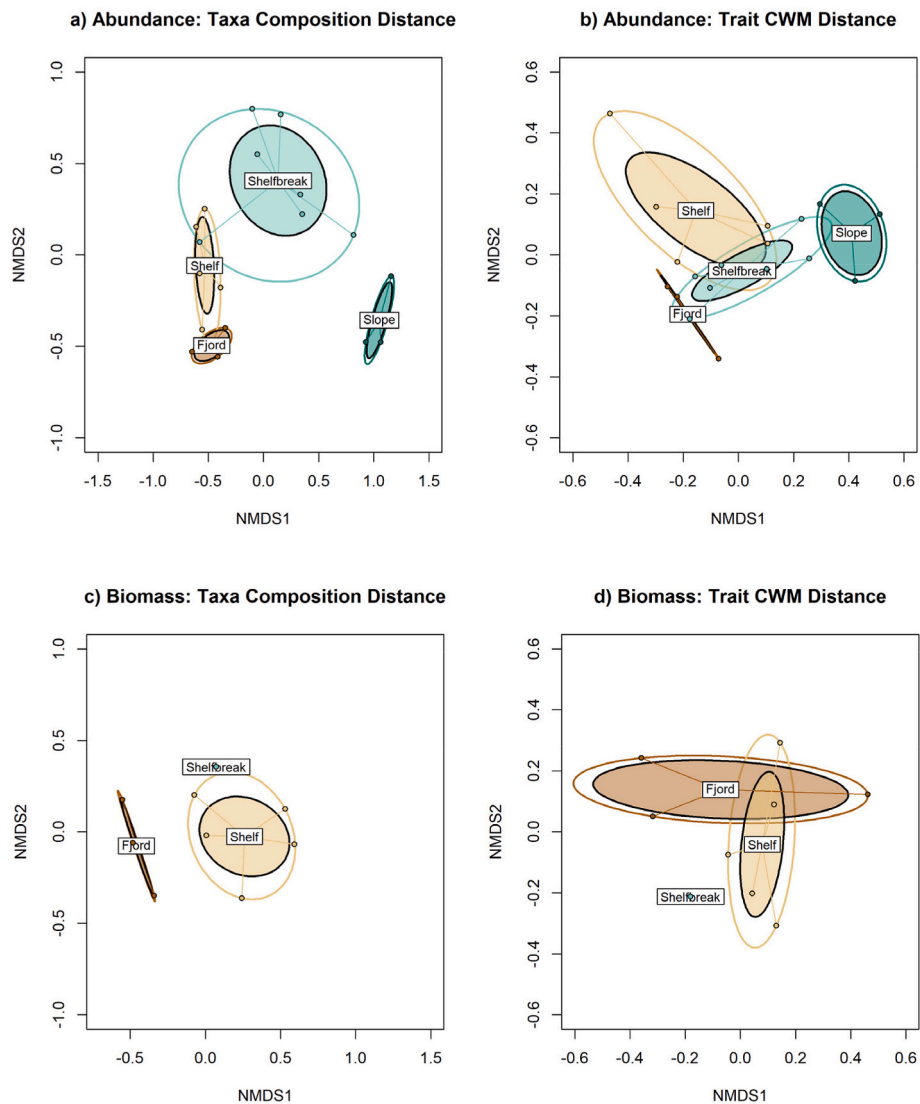 a) Abundance: Taxa Composition Distance
NMDS2
1.0
0.5
0.0
-0.5
-1.0
Shelfbreak
Shelf
Fjord
Slope
-1.5
-1.0
-0.5
0.0
0.5
1.0
1.5
NMDS1
b) Abundance: Trait CWM Distance
NMDS2
0.6
0.4
0.2
0.0
-0.2
-0.4
-0.6
Shelf
Slope
Shelfbreak
Fjord
-0.6
-0.4
-0.2
0.0
0.2
0.4
0.6
NMDS1
c) Biomass: Taxa Composition Distance
NMDS2
1.0
0.5
0.0
-0.5
-1.0
Shelfbreak
Fjord
Shelf
-0.5
0.0
0.5
1.0
1.5
NMDS1
d) Biomass: Trait CWM Distance
NMDS2
0.6
0.4
0.2
0.0
-0.2
-0.4
-0.6
Fjord
Shelf
Shelfbreak
-0.6
-0.4
-0.2
0.0
0.2
0.4
0.6
NMDS1